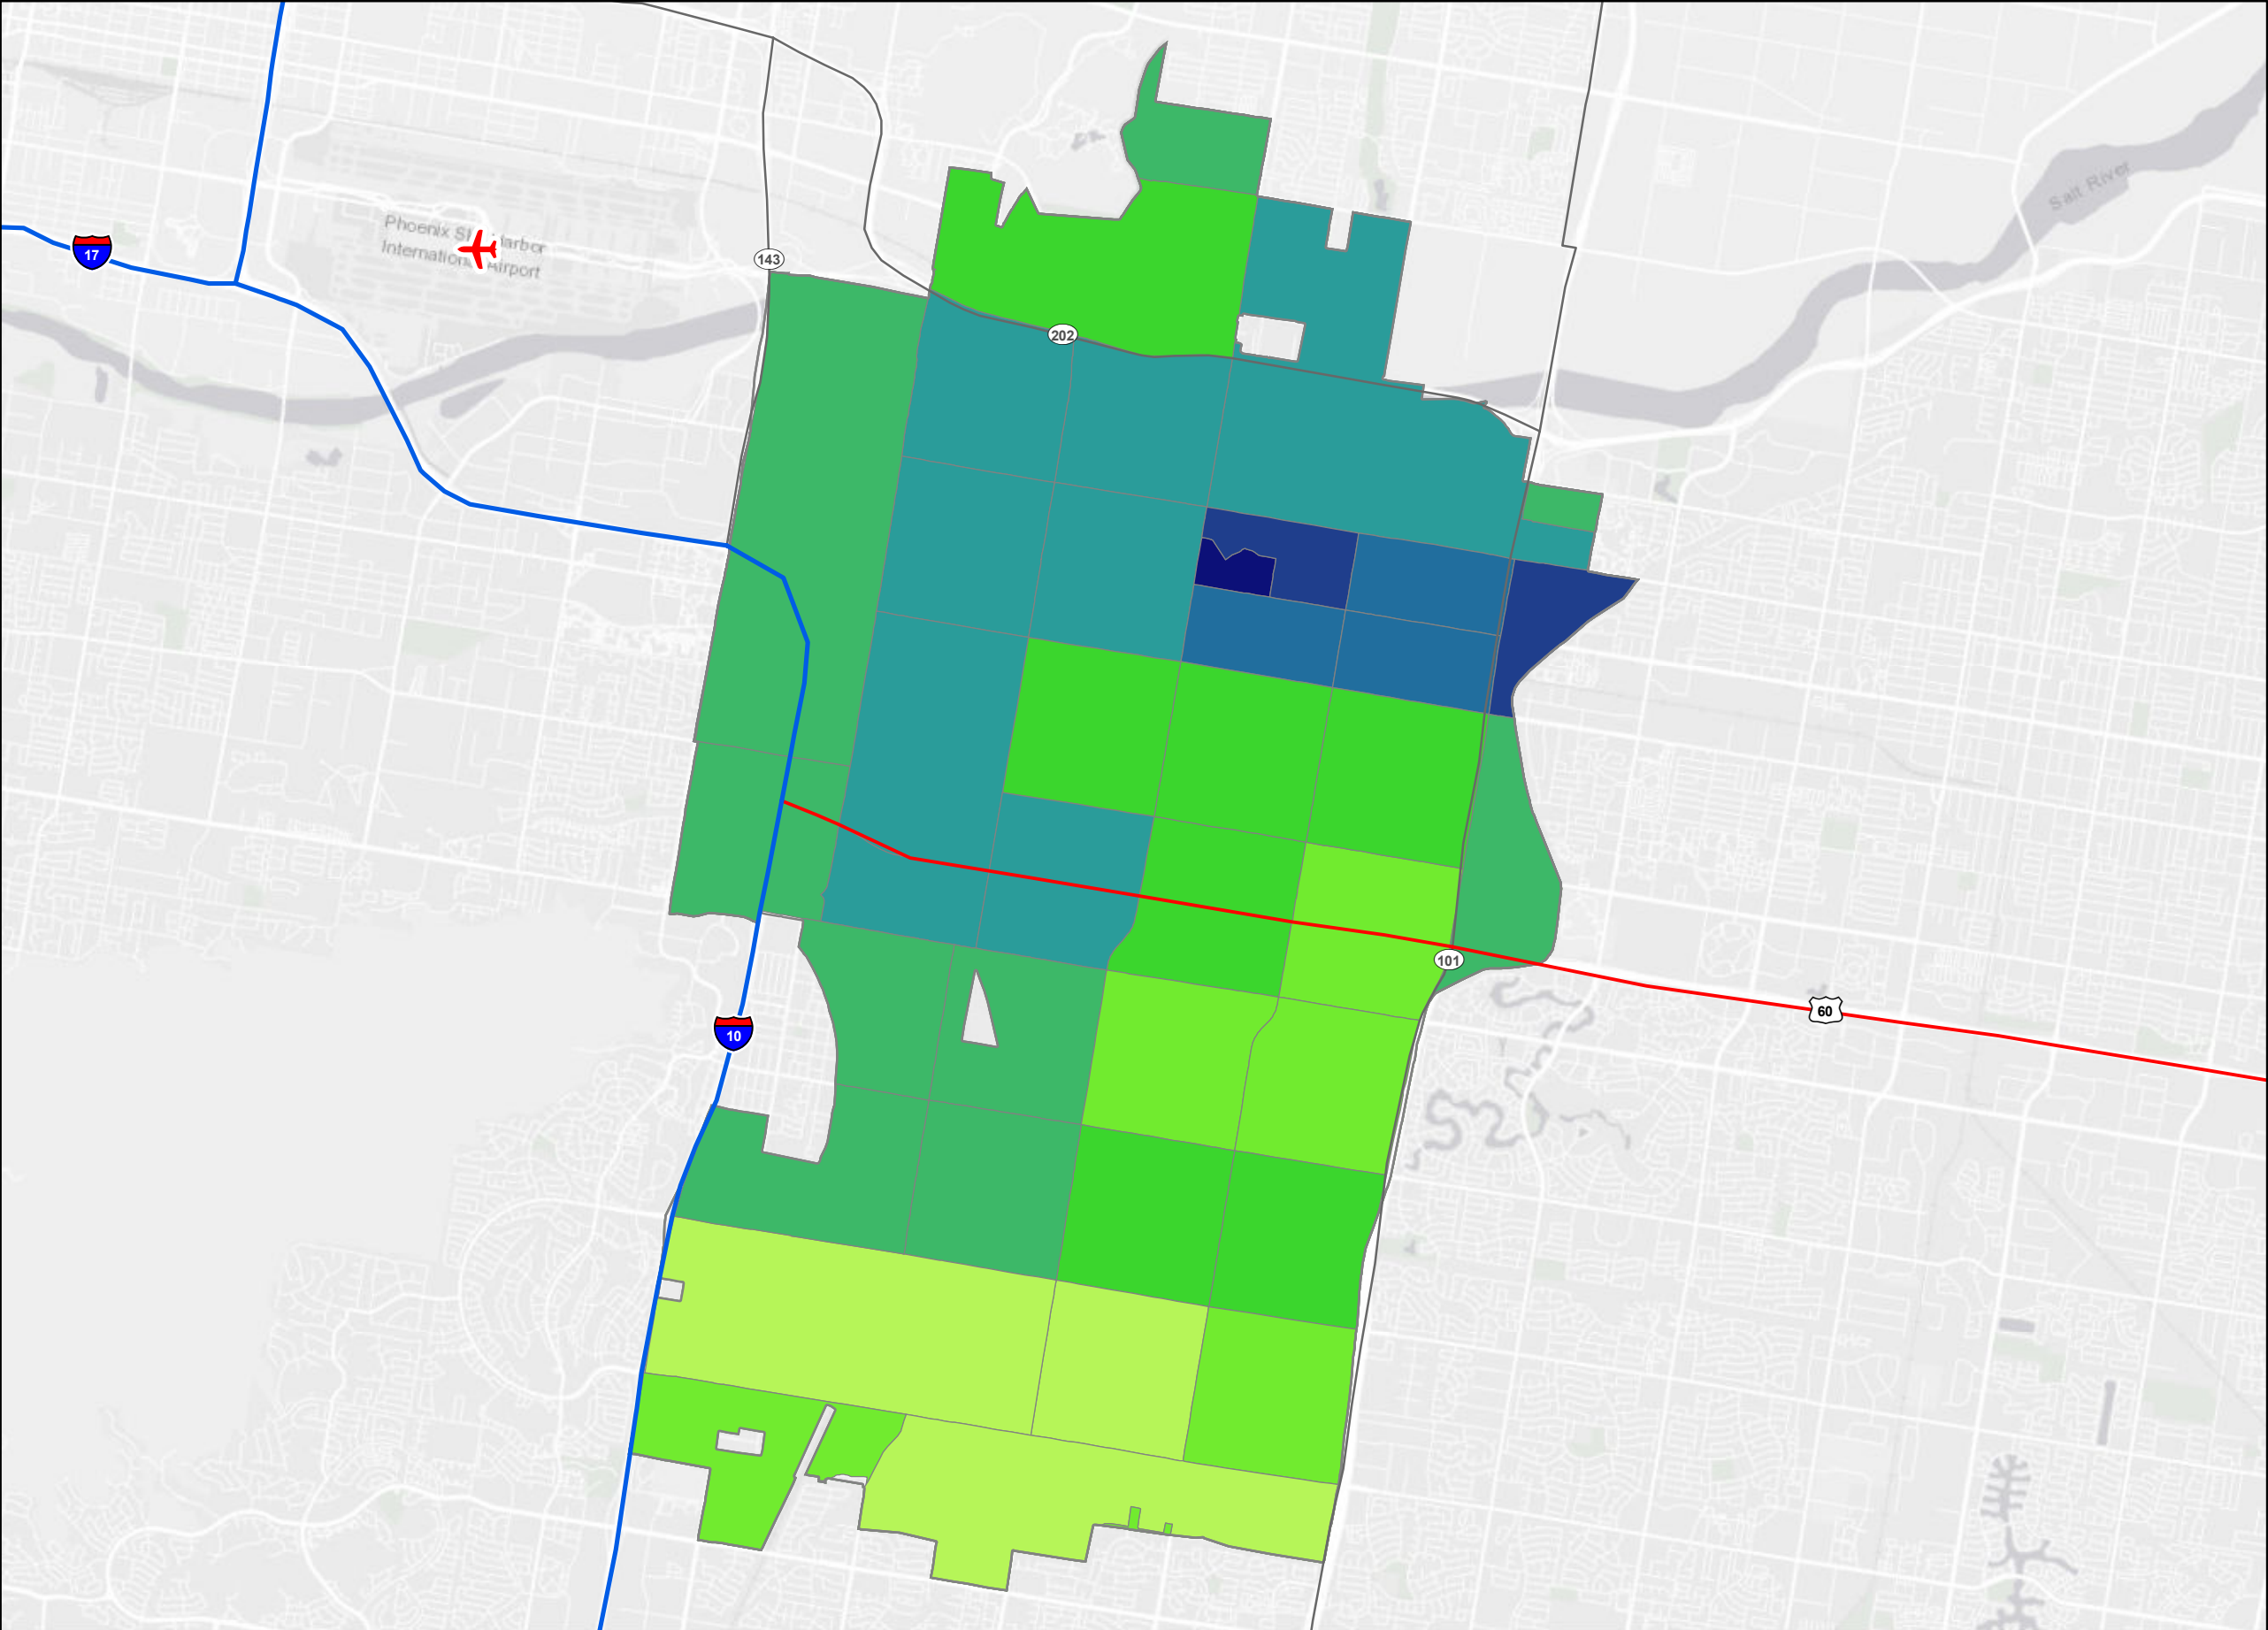 Salt River
Phoenix Sky Harbor
International Airport
17
143
202
101
60
10